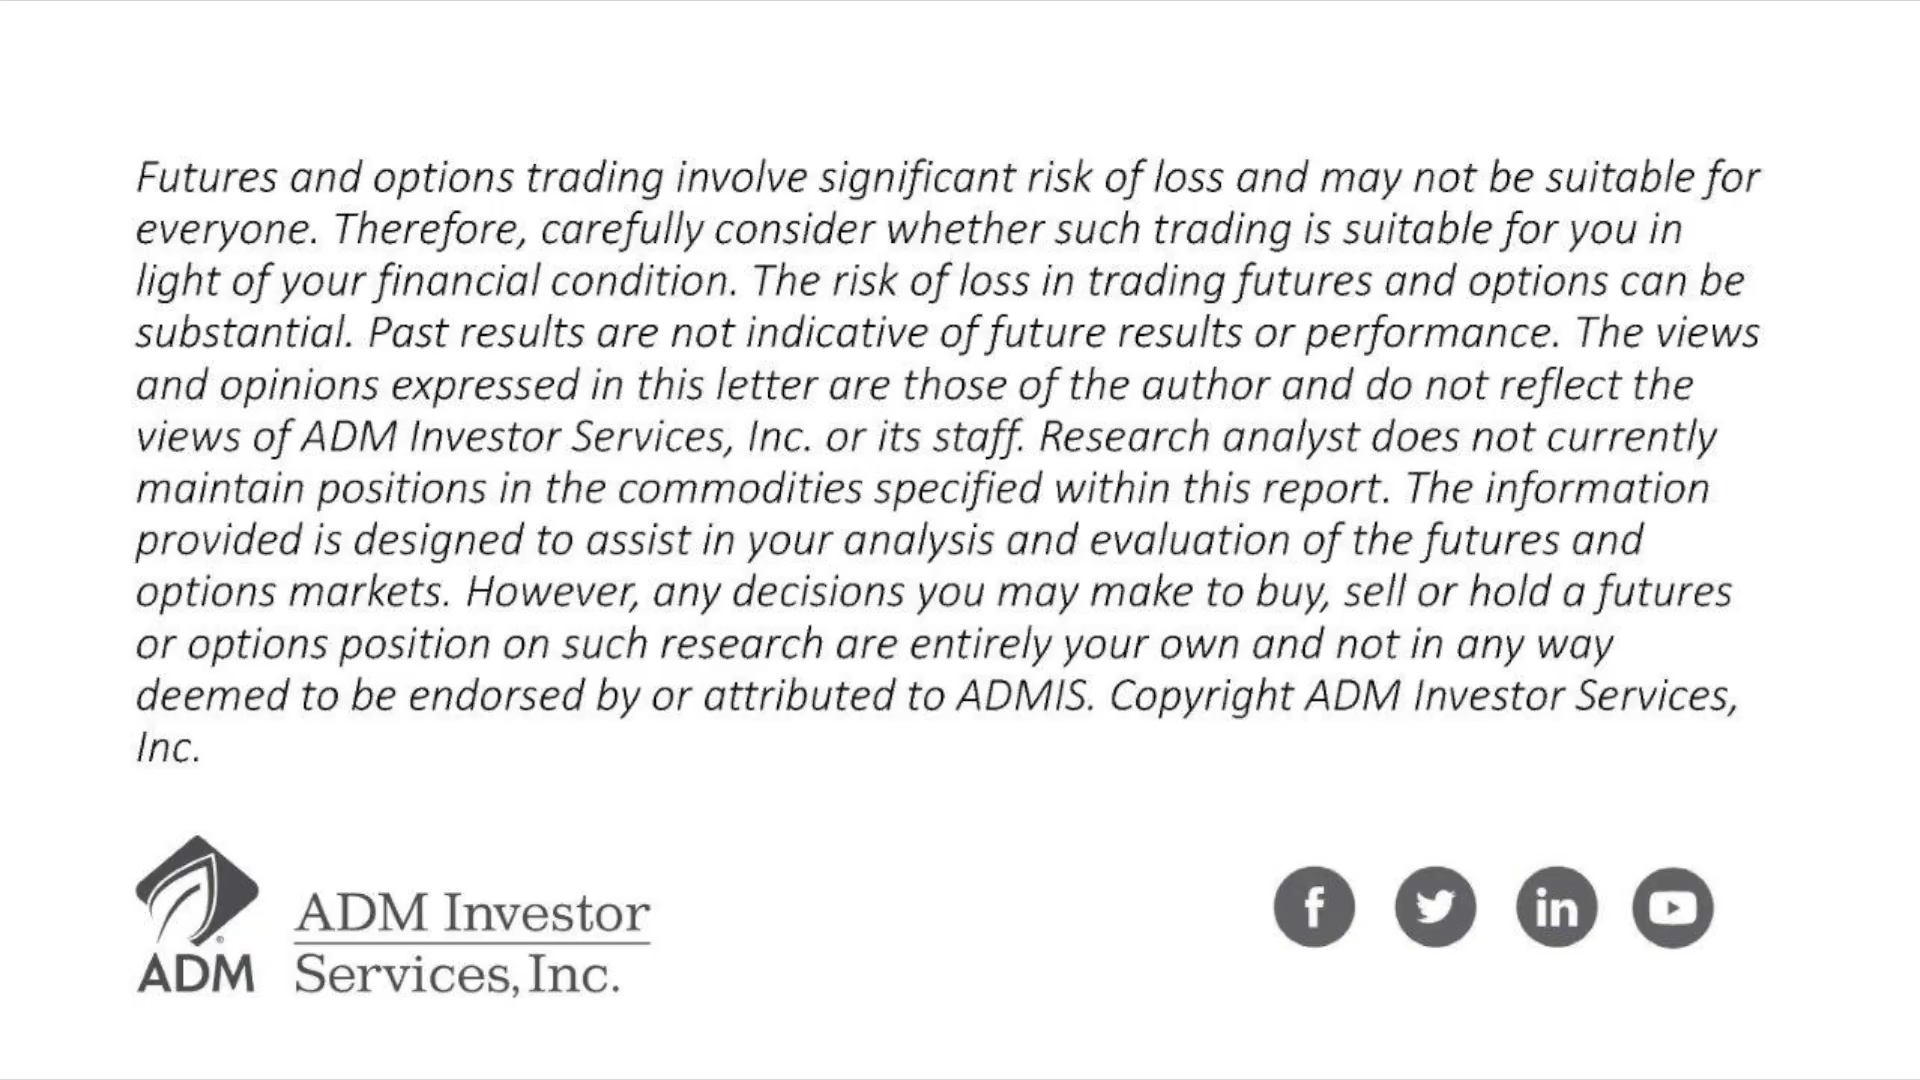 Futures and options trading involve significant risk of loss and may not be suitable for
everyone. Therefore, carefully consider whether such trading is suitable for you in
light of your financial condition. The risk of loss in trading futures and options can be
substantial. Past results are not indicative of future results or performance. The views
and opinions expressed in this letter are those of the author and do not reflect the
views of ADM Investor Services, Inc. or its staff. Research analyst does not currently
maintain positions in the commodities specified within this report. The information
provided is designed to assist in your analysis and evaluation of the futures and
options markets. However, any decisions you may make to buy, sell or hold a futures
or options position on such research are entirely your own and not in any way
deemed to be endorsed by or attributed to ADMIS. Copyright ADM Investor Services,
Inc.
ADM
ADM Investor
Services, Inc.
f
in